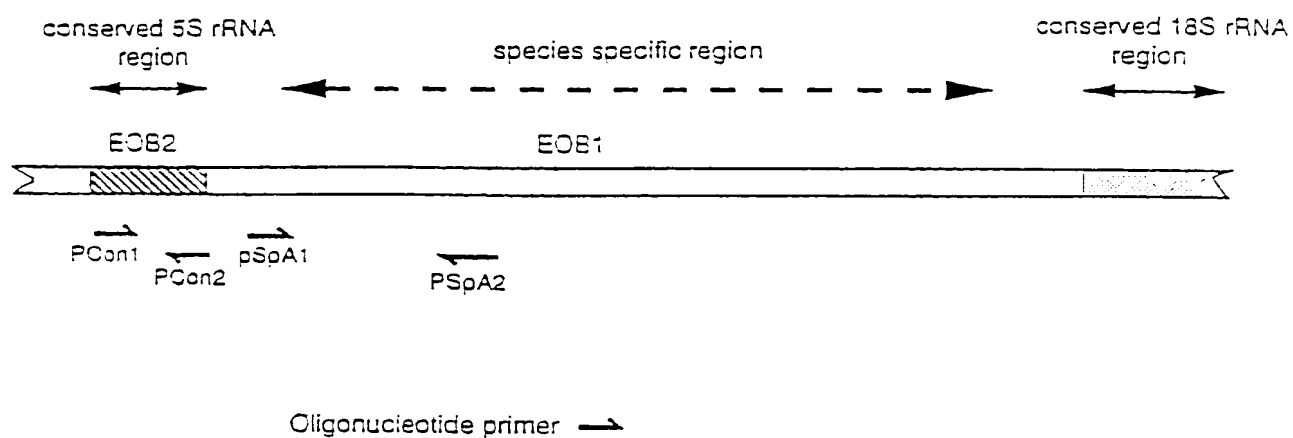 conserved 5S rRNA
region
species specific region
conserved 18S rRNA
region
EOB2
EOB1
PCon1
PCon2
pSpA1
PSpA2
Oligonucleotide primer